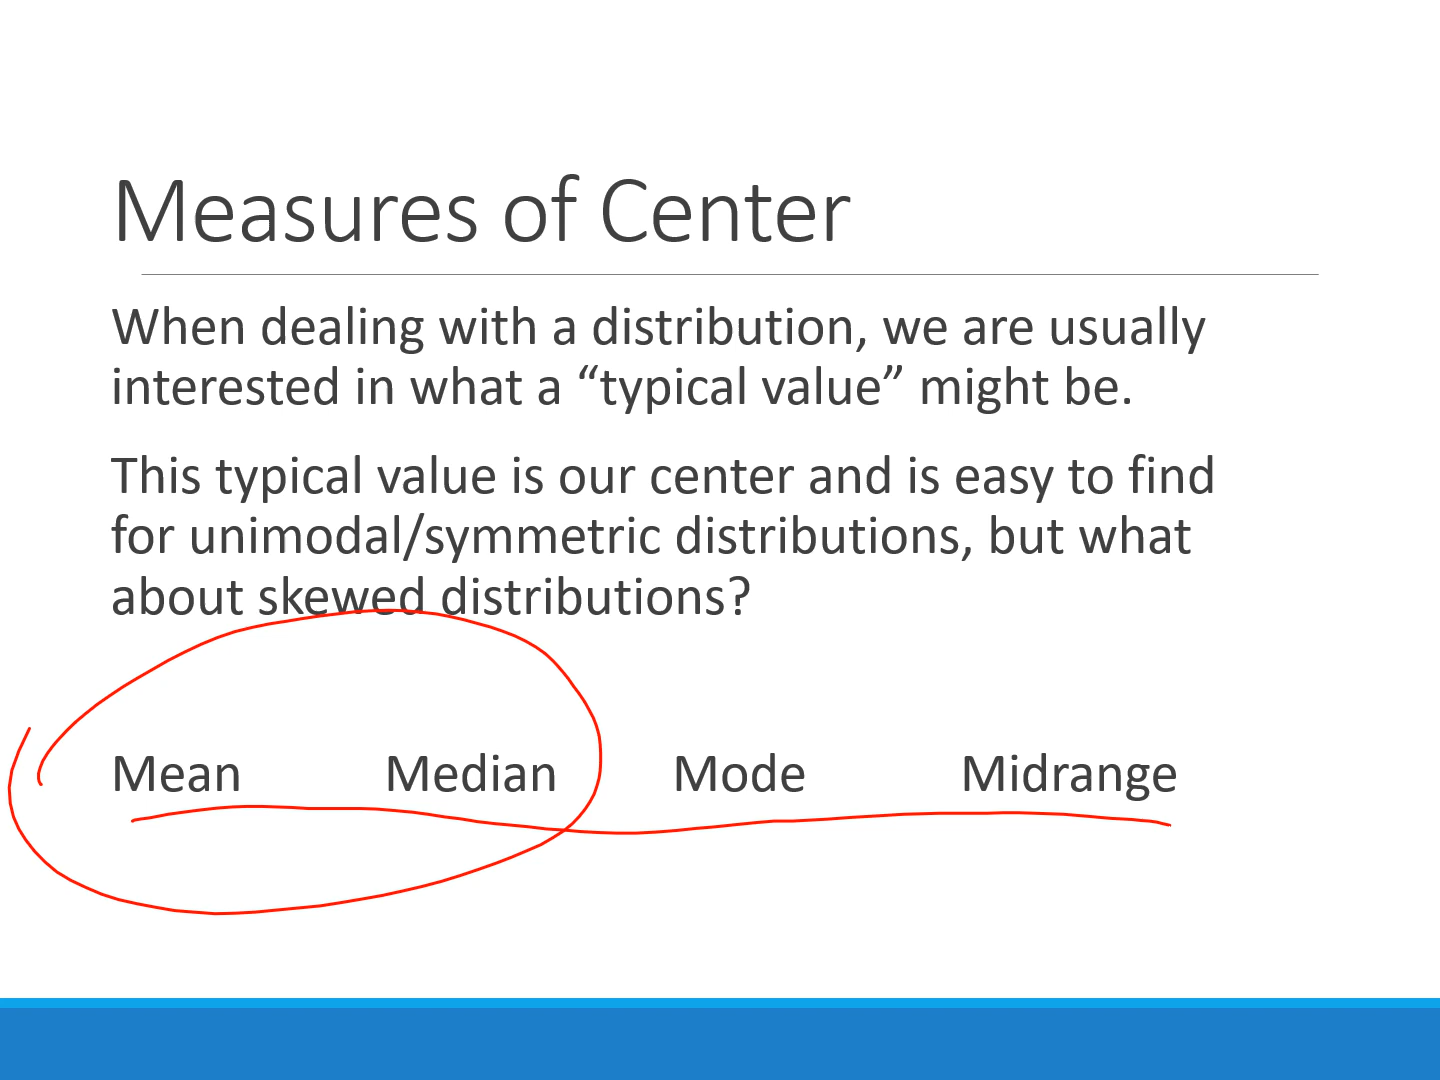 Measures of Center
When dealing with a distribution, we are usually
interested in what a “typical value” might be.
This typical value is our center and is easy to find
for unimodal/symmetric distributions, but what
about skewed distributions?
Mean Median Mode Midrange